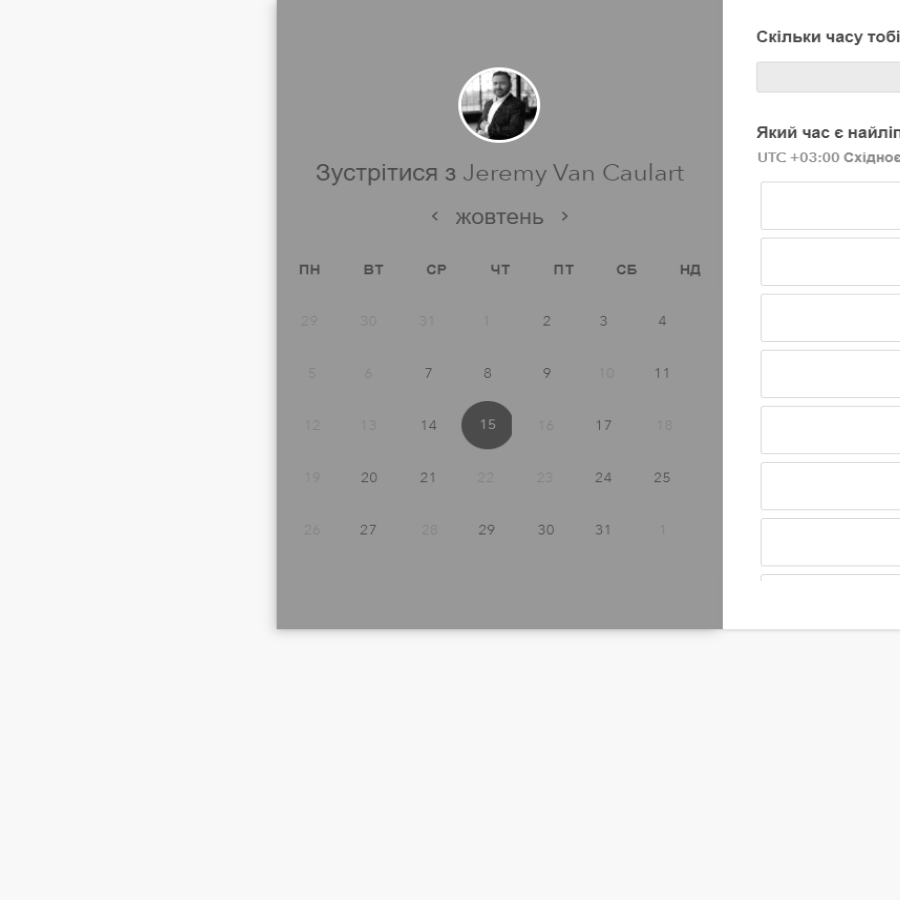 Зустрітися з Jeremy Van Caulart
жовтень
ПН ВТ СР ЧТ ПТ СБ НД
29 30 31 1 2 3 4
5 6 7 8 9 10 11
12 13 14 15 16 17 18
19 20 21 22 23 24 25
26 27 28 29 30 31 1
Скільки часу тобі
Який час є найліп
UTC +03:00 Східноє